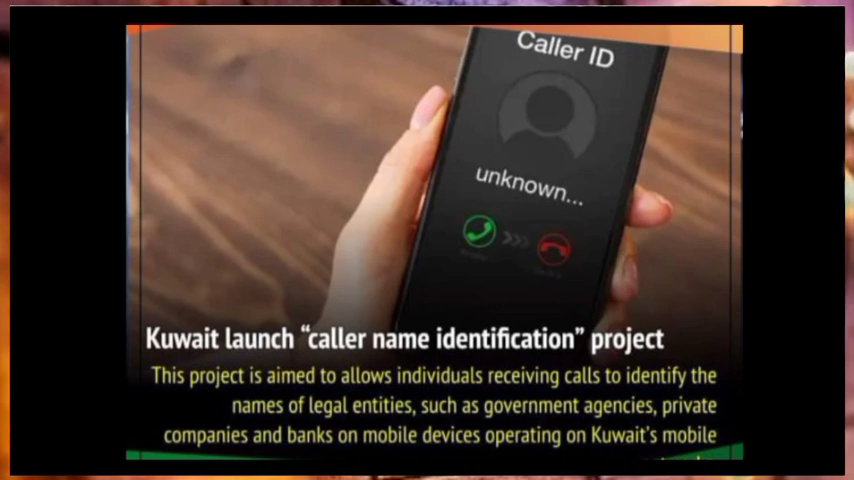 Caller ID
unknown...
Kuwait launch “caller name identification” project
This project is aimed to allows individuals receiving calls to identify the
names of legal entities, such as government agencies, private
companies and banks on mobile devices operating on Kuwait's mobile